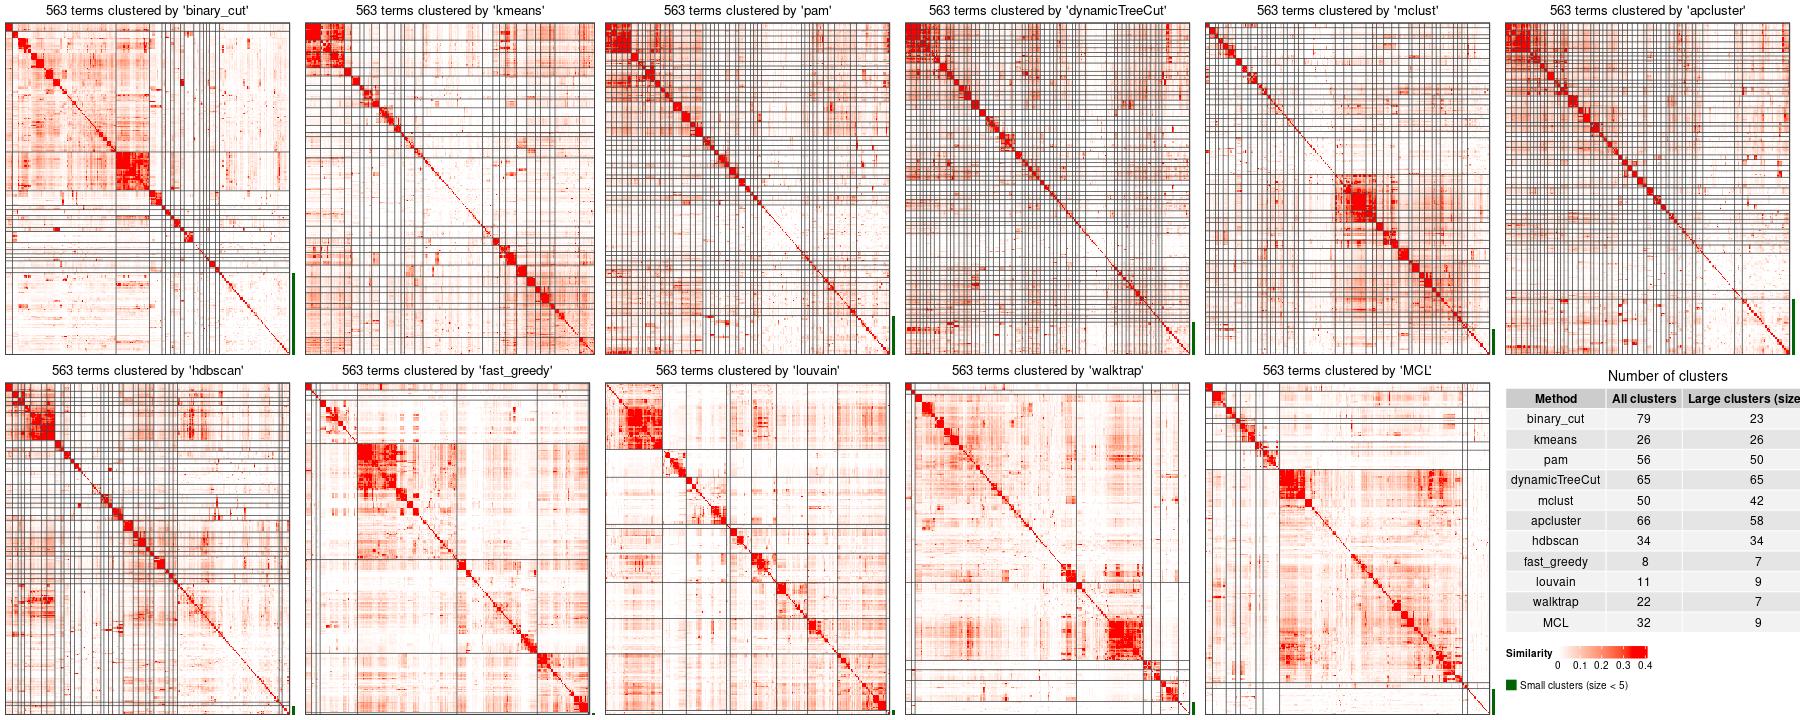 563 terms clustered by 'binary_cut'
563 terms clustered by 'kmeans'
563 terms clustered by 'pam'
563 terms clustered by 'dynamicTreeCut'
563 terms clustered by 'mclust'
563 terms clustered by 'apcluster'
563 terms clustered by 'hdbscan'
563 terms clustered by 'fast_greedy'
563 terms clustered by 'louvain'
563 terms clustered by 'walktrap'
563 terms clustered by 'MCL'
Number of clusters
Method All clusters Large clusters (size
binary_cut 79 23
kmeans 26 26
pam 56 50
dynamicTreeCut 65 65
mclust 50 42
apcluster 66 58
hdbscan 34 34
fast_greedy 8 7
louvain 11 9
walktrap 22 7
MCL 32 9
Similarity
0 0.1 0.2 0.3 0.4
Small clusters (size < 5)